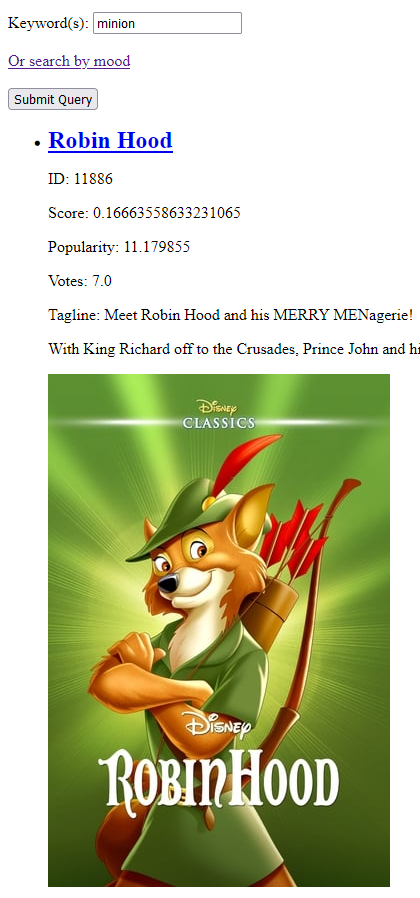 Keyword(s): minion
Or search by mood
Submit Query
Robin Hood
ID: 11886
Score: 0.16663558633231065
Popularity: 11.179855
Votes: 7.0
Tagline: Meet Robin Hood and his MERRY MENagerie!
With King Richard off to the Crusades, Prince John and hi
Disney
CLASSICS
Disney
ROBIN HOOD